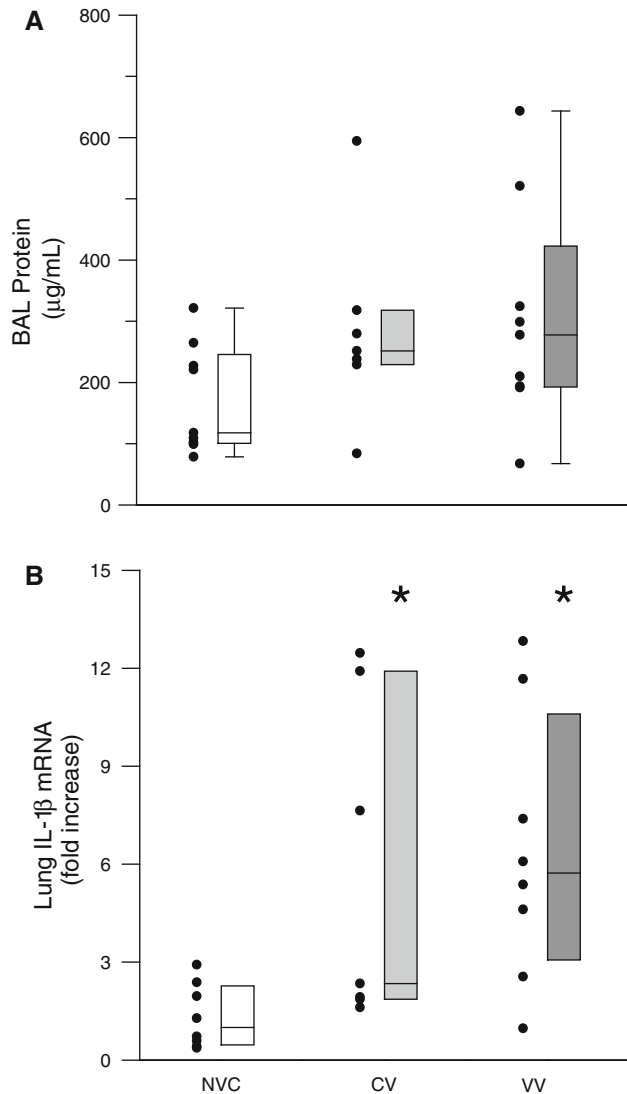 A
800
600
400
200
0
BAL Protein
(μg/mL)
B
15
12
9
6
3
0
Lung IL-1β mRNA
(fold increase)
* *
NVC CV VV